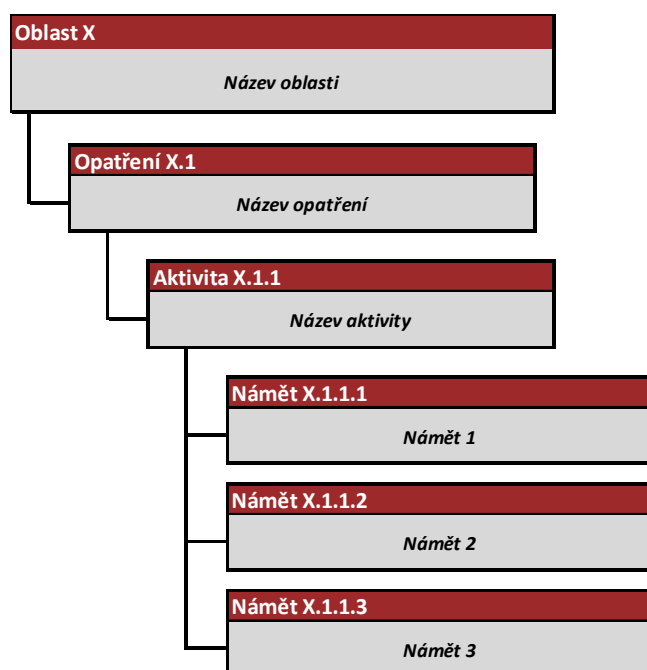 Oblast X
Název oblasti
Opatření X.1
Název opatření
Aktivita X.1.1
Název aktivity
Námět X.1.1.1
Námět 1
Námět X.1.1.2
Námět 2
Námět X.1.1.3
Námět 3